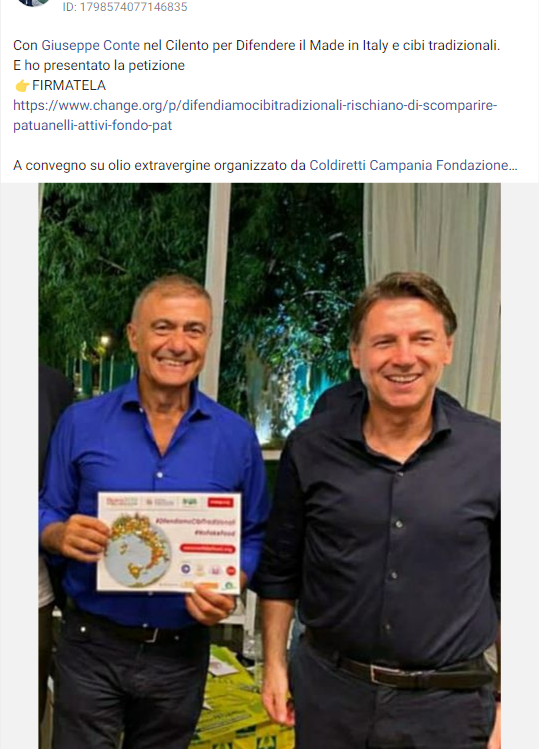 ID: 1798574077146835
Con Giuseppe Conte nel Cilento per Difendere il Made in Italy e cibi tradizionali.
E ho presentato la petizione
👉FIRMATELA
https://www.change.org/p/difendiamocibitradizionali-rischiano-di-scomparire-
patuanelli-attivi-fondo-pat
A convegno su olio extravergine organizzato da Coldiretti Campania Fondazione…
#DifendiamoCibiTradizionali
#NoFakeFood